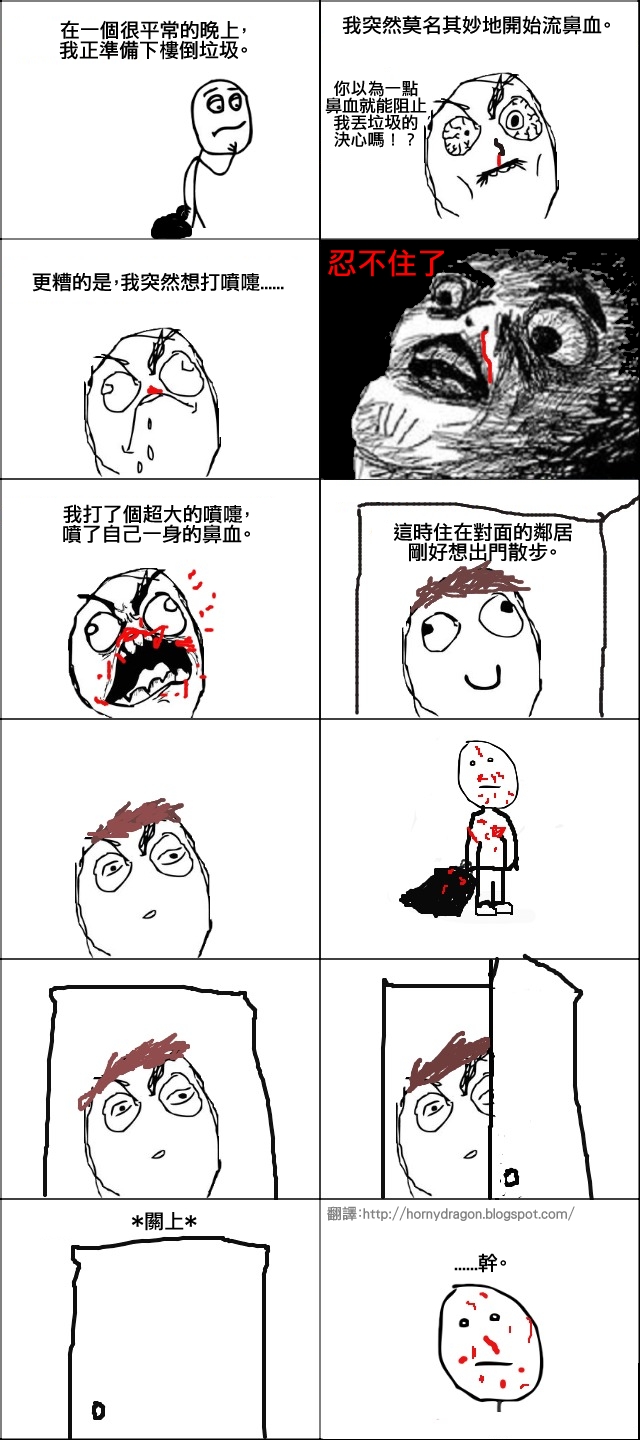 在一個很平常的晚上，
我正準備下樓倒垃圾。
我突然莫名其妙地開始流鼻血。
你以為一點
鼻血就能阻止
我丟垃圾的
決心嗎！？
更糟的是，我突然想打噴嚏......
忍不住了
我打了個超大的噴嚏，
噴了自己一身的鼻血。
這時住在對面的鄰居
剛好想出門散步。
*關上*
翻譯：http://hornydragon.blogspot.com/
......幹。